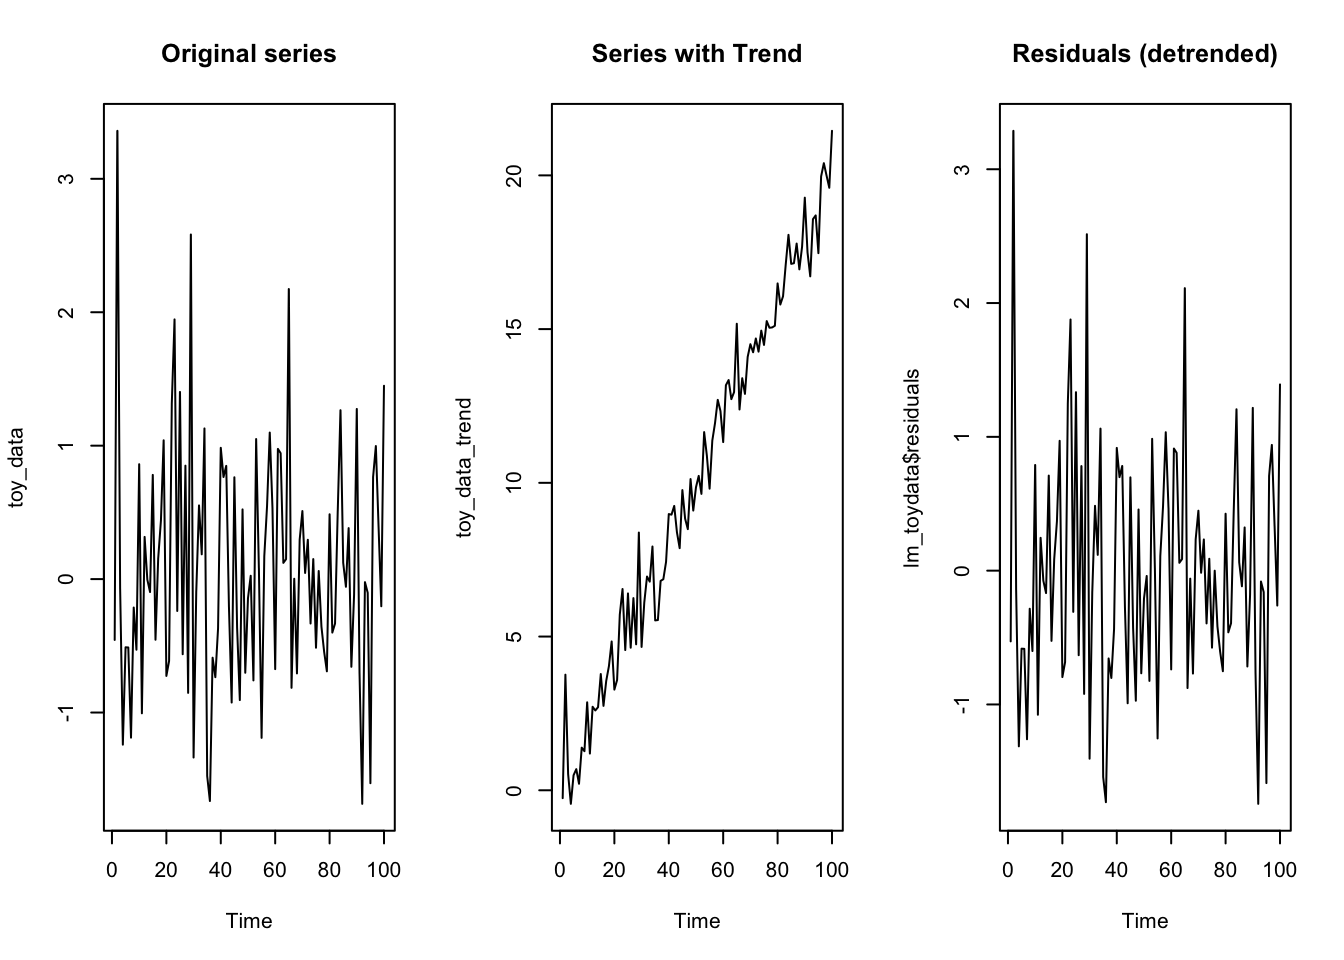 Original series
toy_data
3
2
1
0
-1
0 20 40 60 80 100
Time
Series with Trend
toy_data_trend
20
15
10
5
0
0 20 40 60 80 100
Time
Residuals (detrended)
lm_toydata$residuals
3
2
1
0
-1
0 20 40 60 80 100
Time